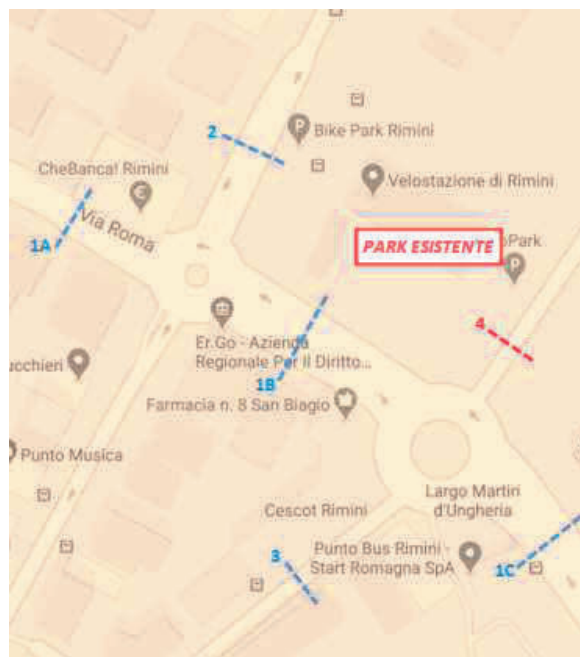 2
Bike Park Rimini
CheBanca! Rimini
Velostazione di Rimini
Via Roma
1A
PARK ESISTENTE
Park
4
Er.Go - Azienda
Regionale Per Il Diritto...
ucchieri
1B
Farmacia n. 8 San Biagio
Punto Musica
Largo Martiri
d'Ungheria
Cescot Rimini
3
Punto Bus Rimini -
Start Romagna SpA
1C